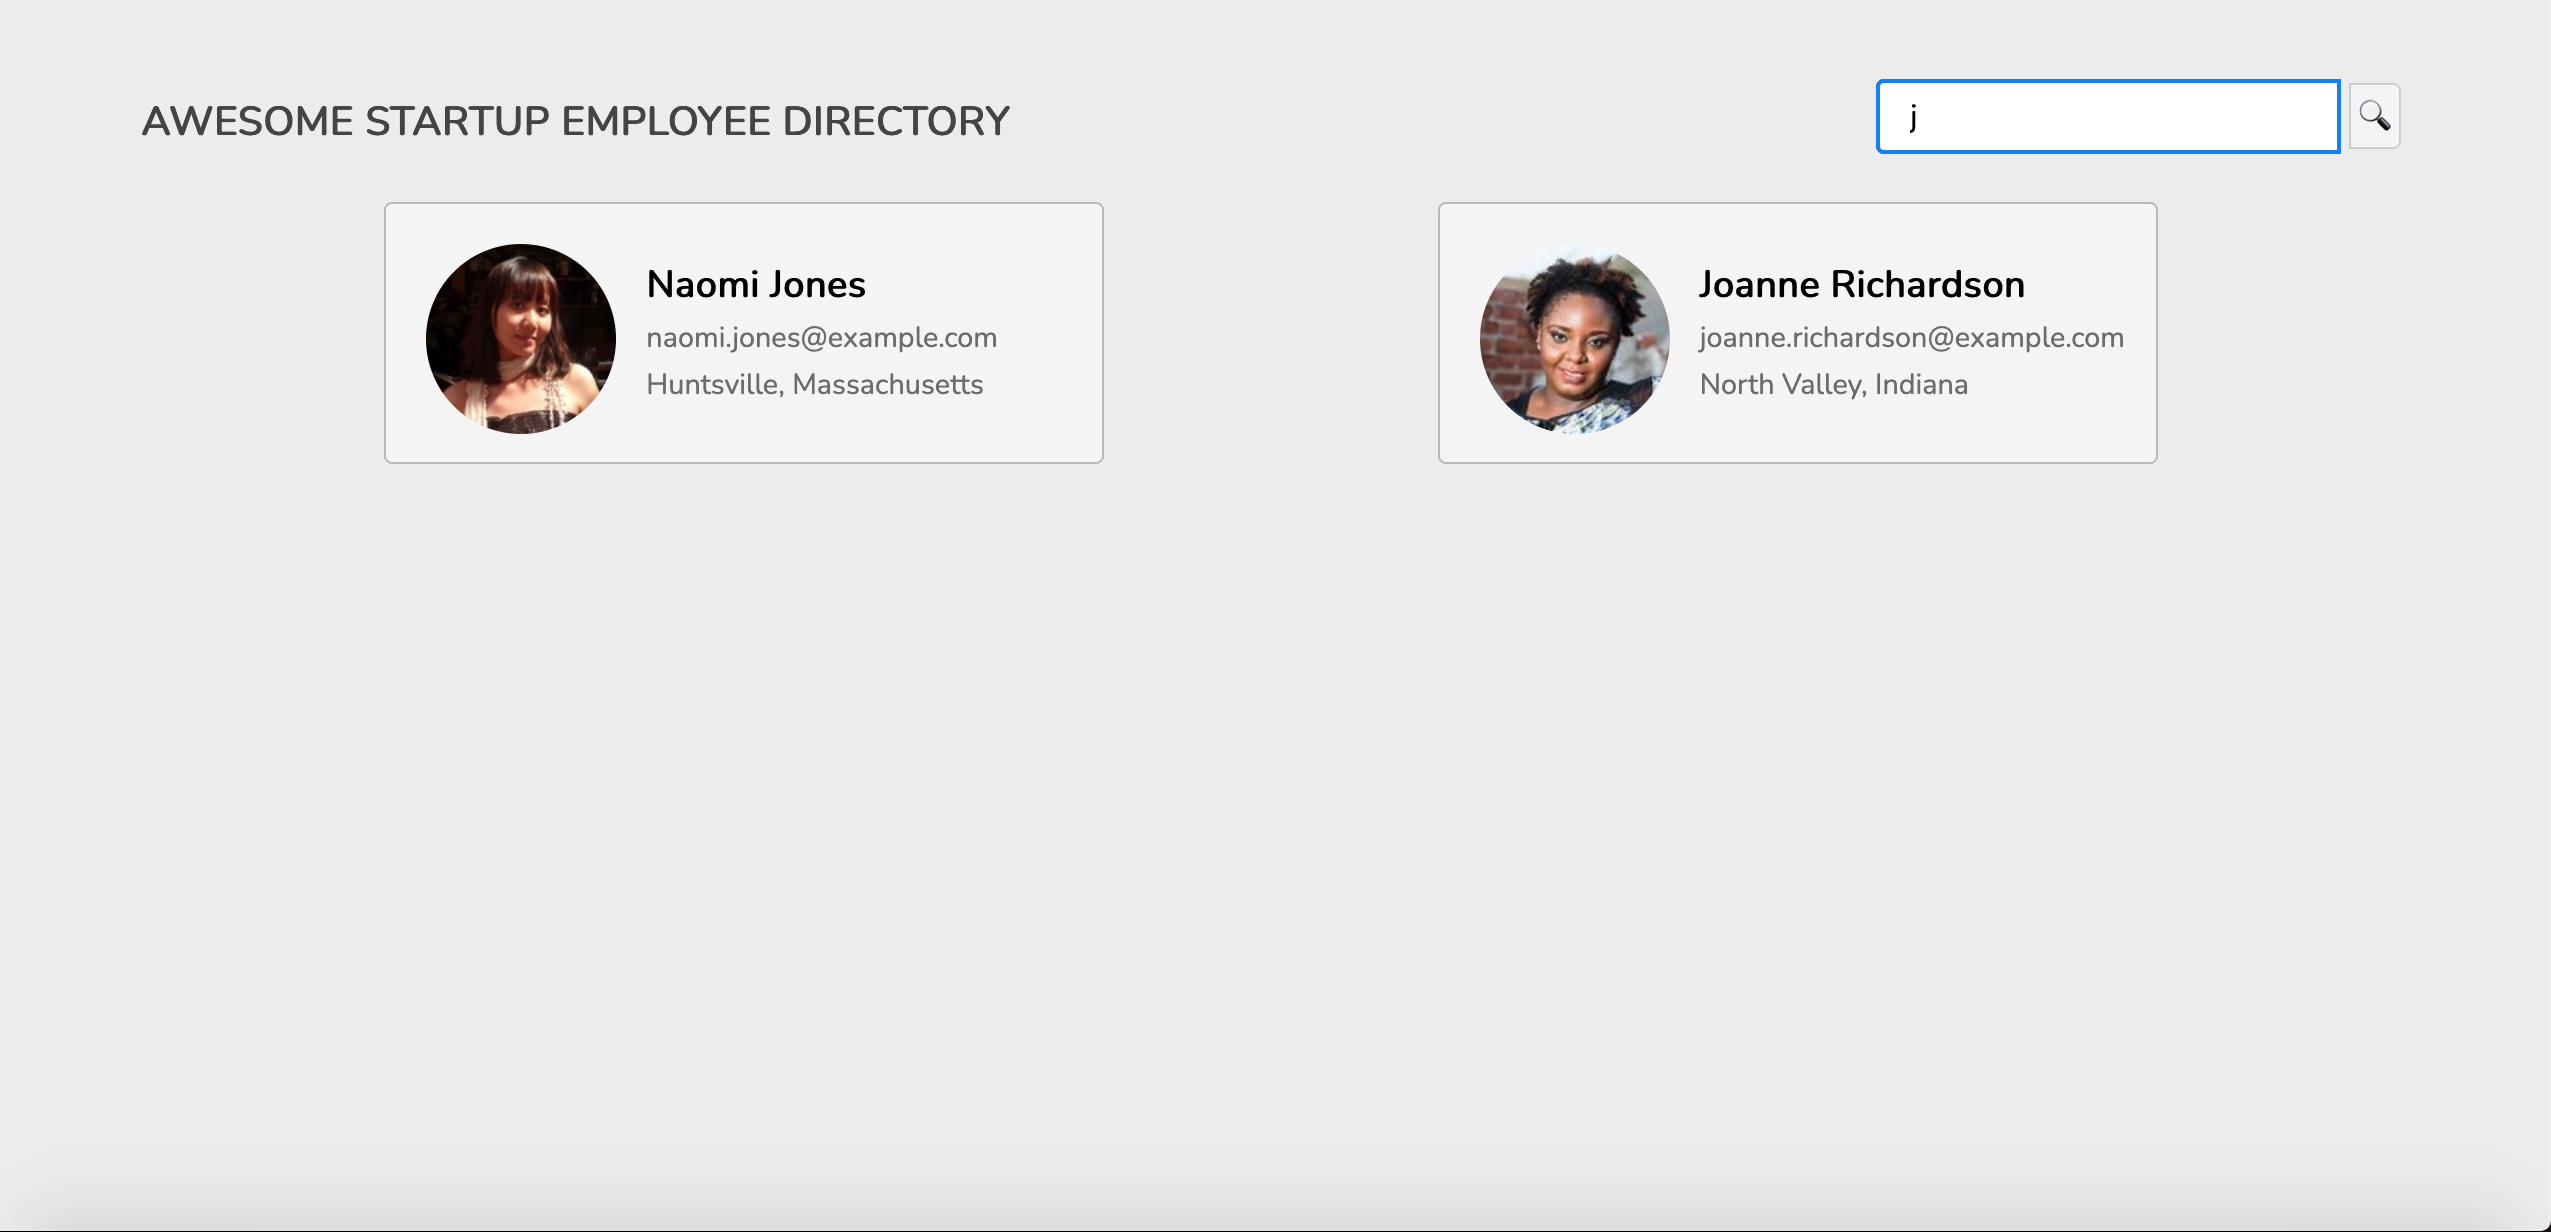 AWESOME STARTUP EMPLOYEE DIRECTORY
j
Naomi Jones
naomi.jones@example.com
Huntsville, Massachusetts
Joanne Richardson
joanne.richardson@example.com
North Valley, Indiana